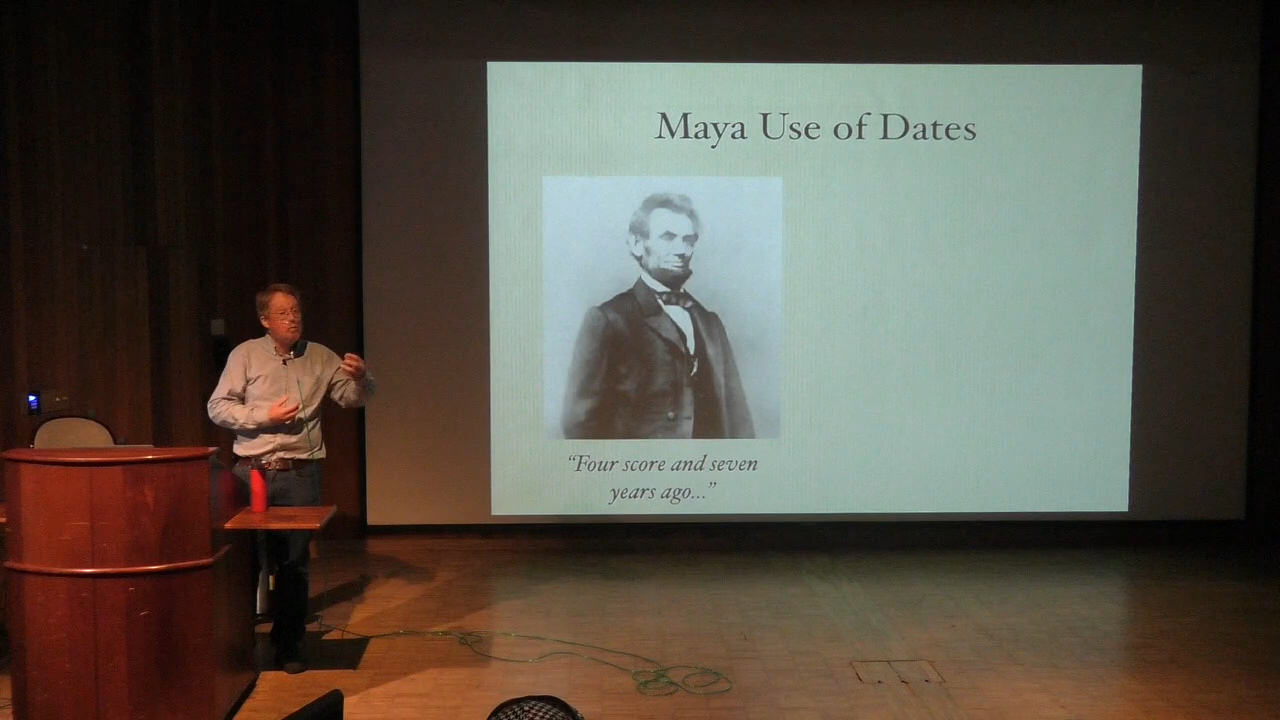 Maya Use of Dates
“Four score and seven
years ago...”